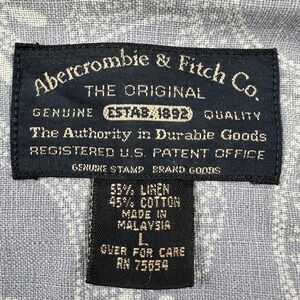 Abercrombie & Fitch Co.
THE ORIGINAL
GENUINE ESTAB. 1892 QUALITY
The Authority in Durable Goods
REGISTERED U.S. PATENT OFFICE
GENUINE STAMP BRAND GOODS
55% LINEN
45% COTTON
MADE IN
MALAYSIA
L
OVER FOR CARE
RN 75654